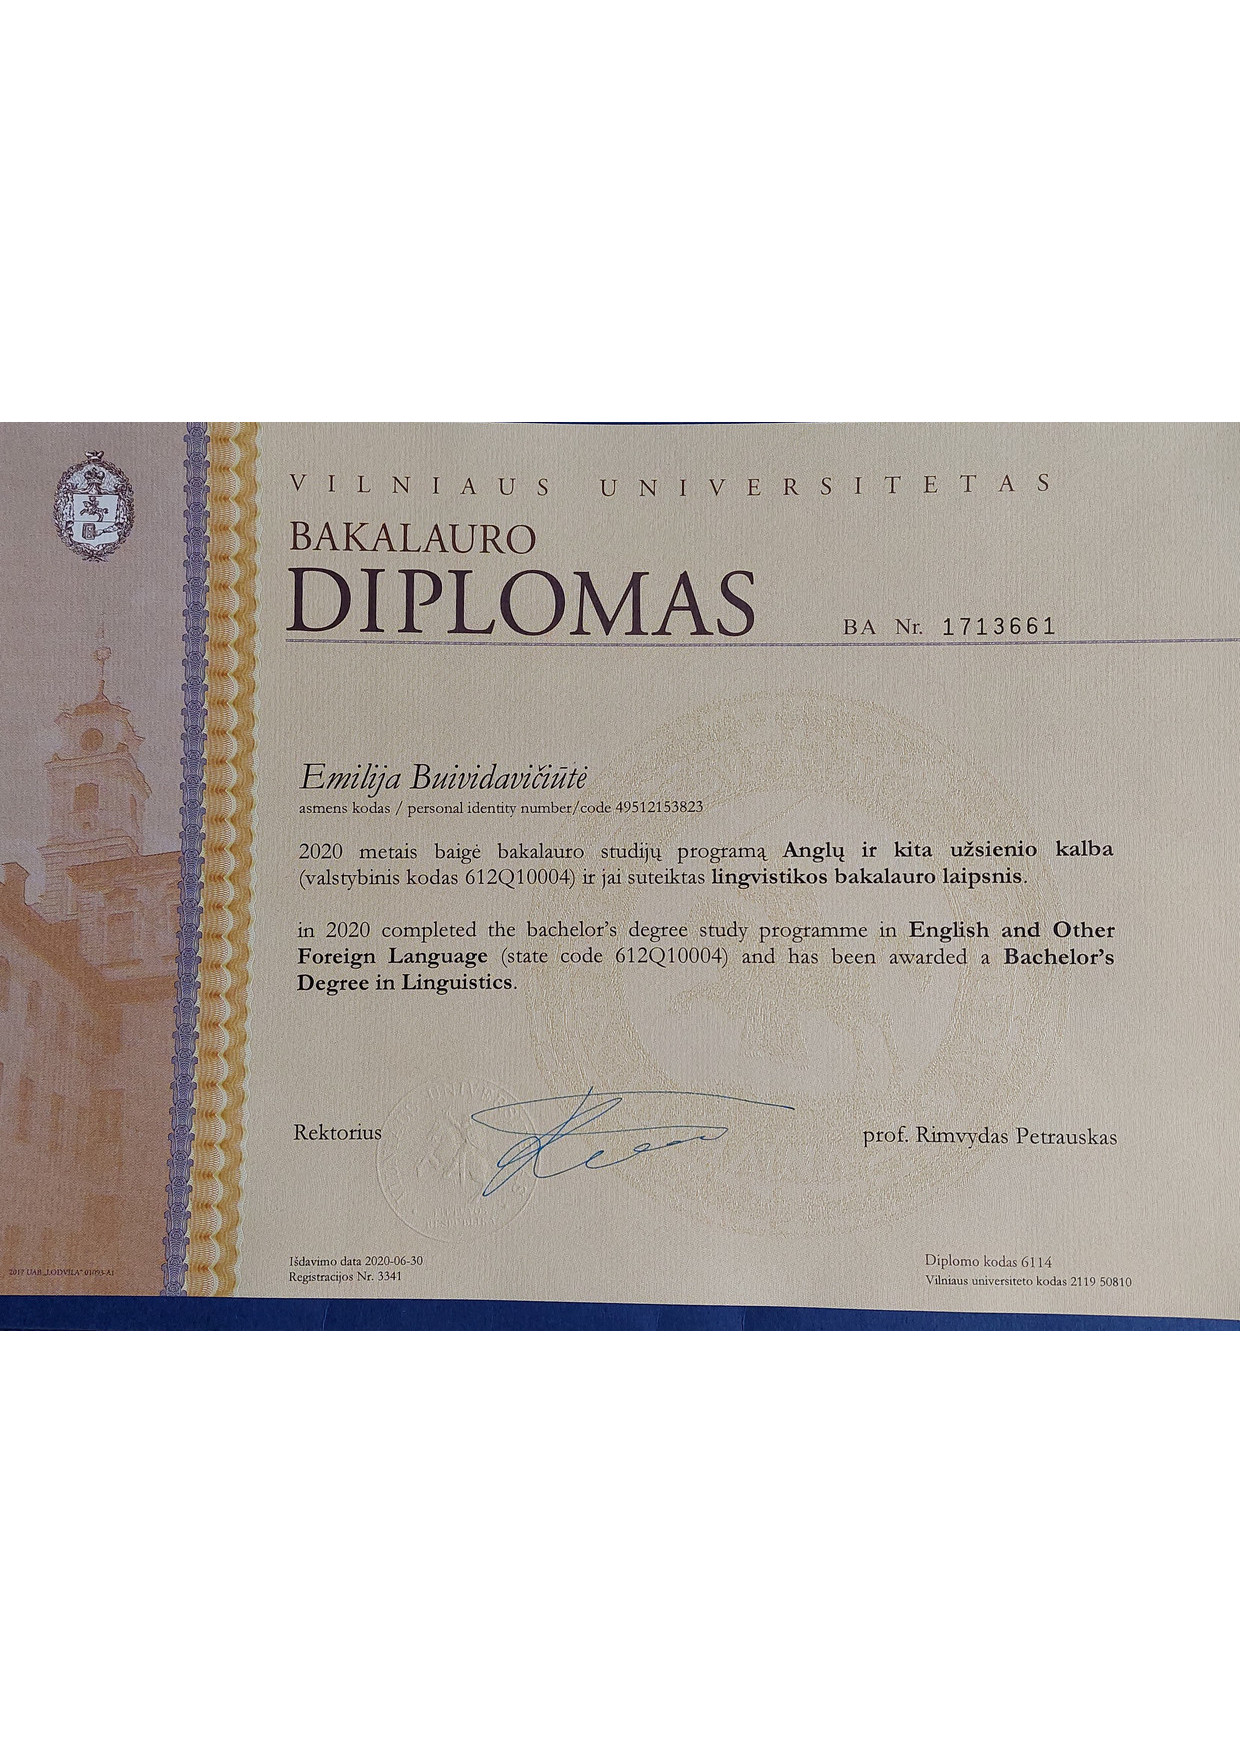 VILNIAUS UNIVERSITETAS
BAKALAURO
DIPLOMAS
BA Nr. 1713661
Emilija Buividavičiūtė
asmens kodas / personal identity number/code 49512153823
2020 metais baigė bakalauro studijų programą Anglų ir kita užsienio kalba
(valstybinis kodas 612Q10004) ir jai suteiktas lingvistikos bakalauro laipsnis.
in 2020 completed the bachelor's degree study programme in English and Other
Foreign Language (state code 612Q10004) and has been awarded a Bachelor's
Degree in Linguistics.
Rektorius
prof. Rimvydas Petrauskas
Išdavimo data 2020-06-30
Registracijos Nr. 3341
Diplomo kodas 6114
Vilniaus universiteto kodas 2119 50810
2017 UAB „LODVILA"